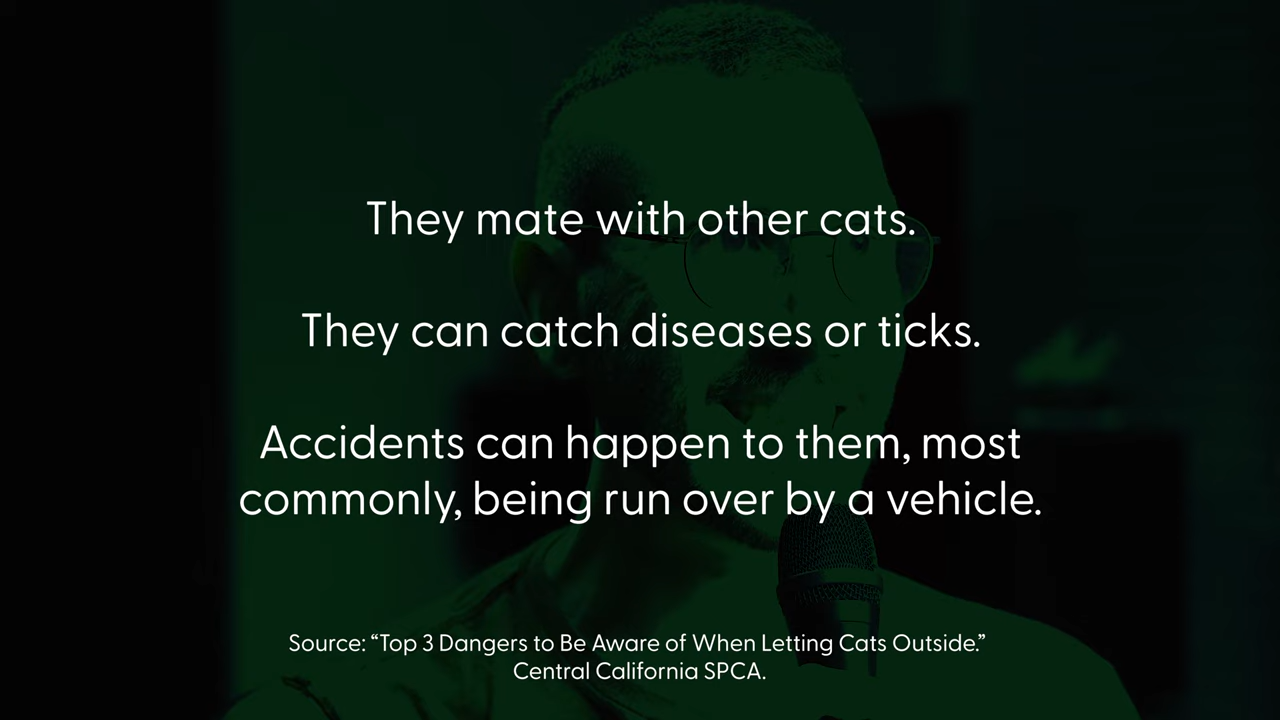 They mate with other cats.
They can catch diseases or ticks.
Accidents can happen to them, most
commonly, being run over by a vehicle.
Source: “Top 3 Dangers to Be Aware of When Letting Cats Outside.”
Central California SPCA.